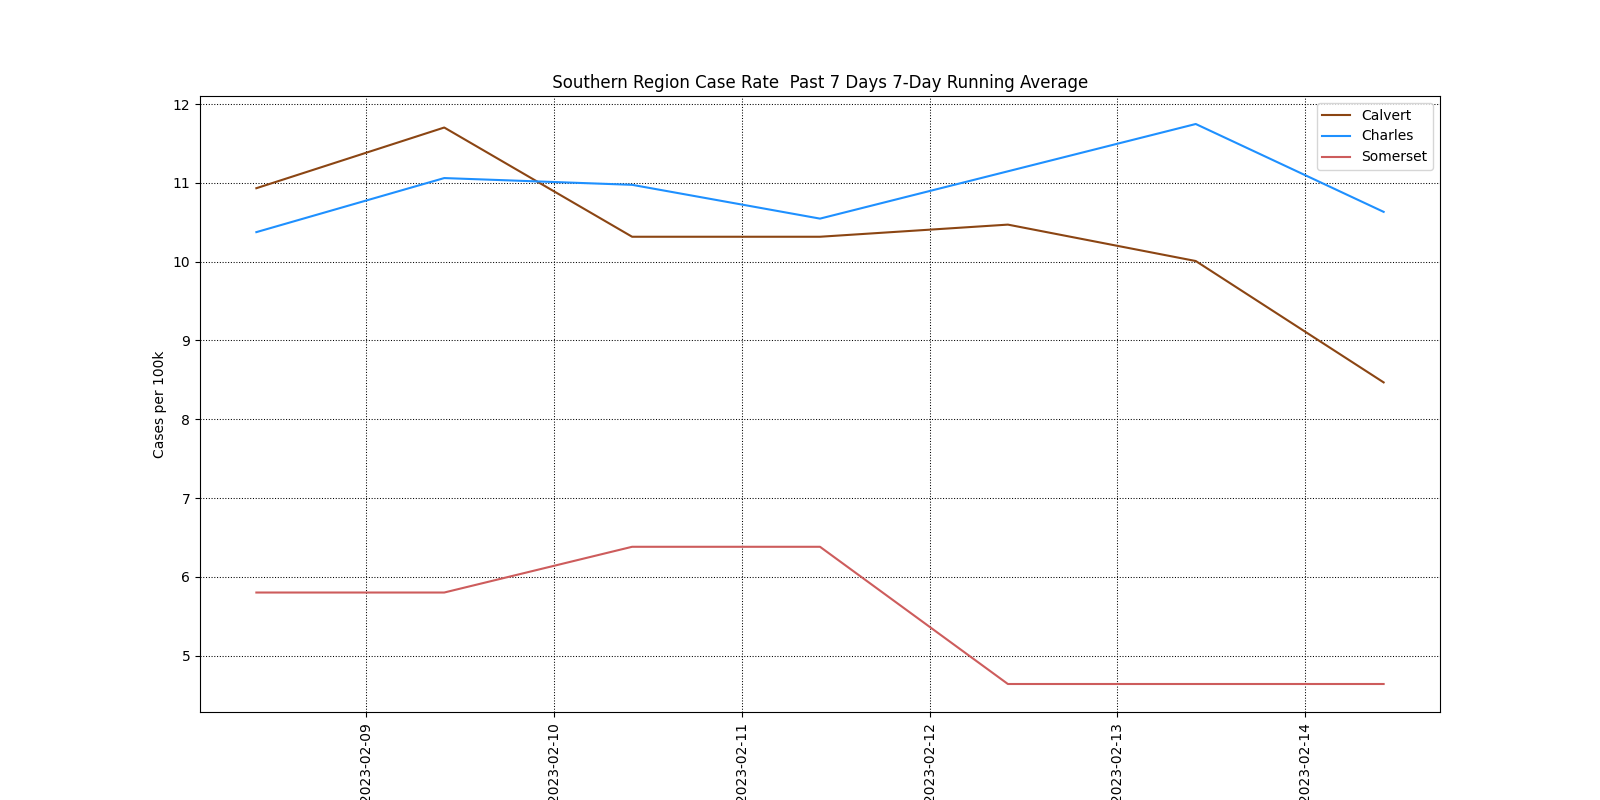 Southern Region Case Rate  Past 7 Days 7-Day Running Average
Calvert
Charles
Somerset
12
11
10
9
8
7
6
5
Cases per 100k
2023-02-09
2023-02-10
2023-02-11
2023-02-12
2023-02-13
2023-02-14